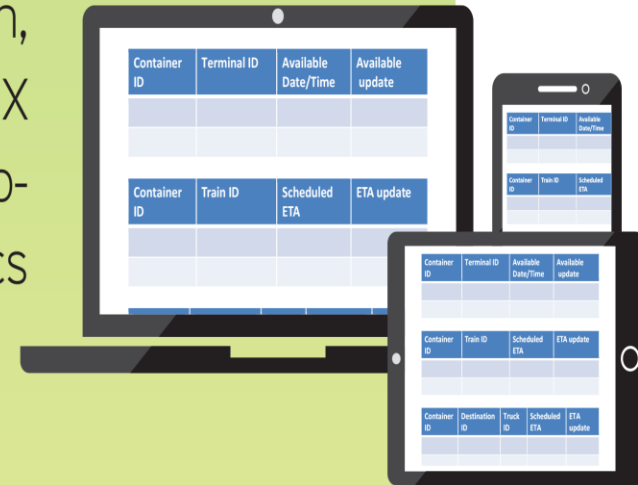 n,
X
o-
cs
Container ID Terminal ID Available Date/Time Available update
Container ID Train ID Scheduled ETA ETA update
Container ID Terminal ID Available Date/Time
Container ID Train ID Scheduled ETA
Container ID Terminal ID Available Date/Time Available update
Container ID Train ID Scheduled ETA ETA update
Container ID Destination ID Truck ID Scheduled ETA ETA update